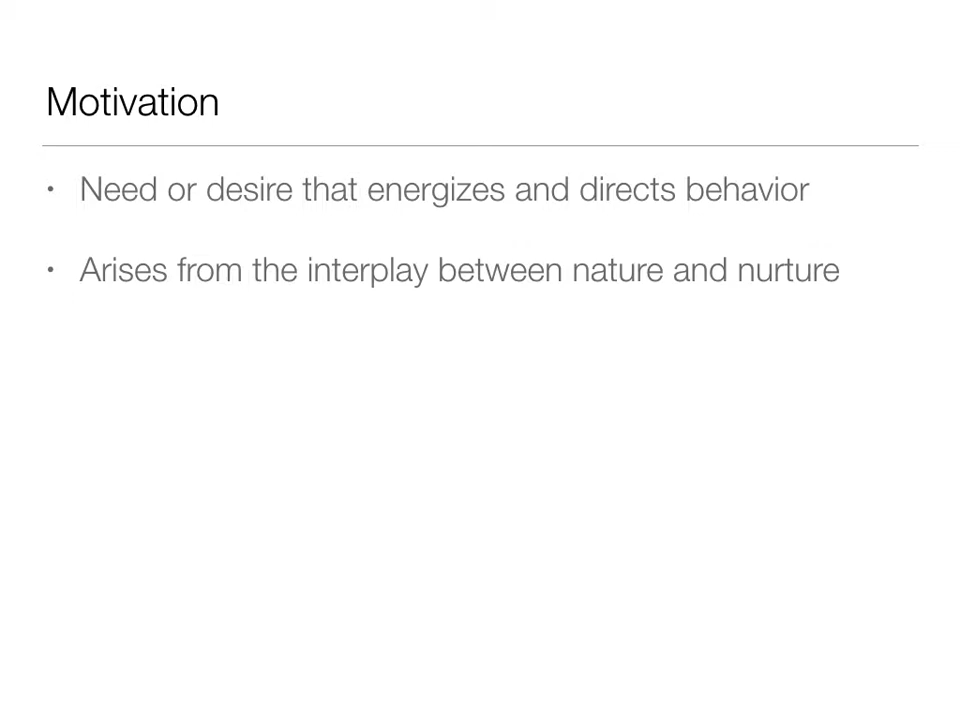 Motivation
• Need or desire that energizes and directs behavior
• Arises from the interplay between nature and nurture